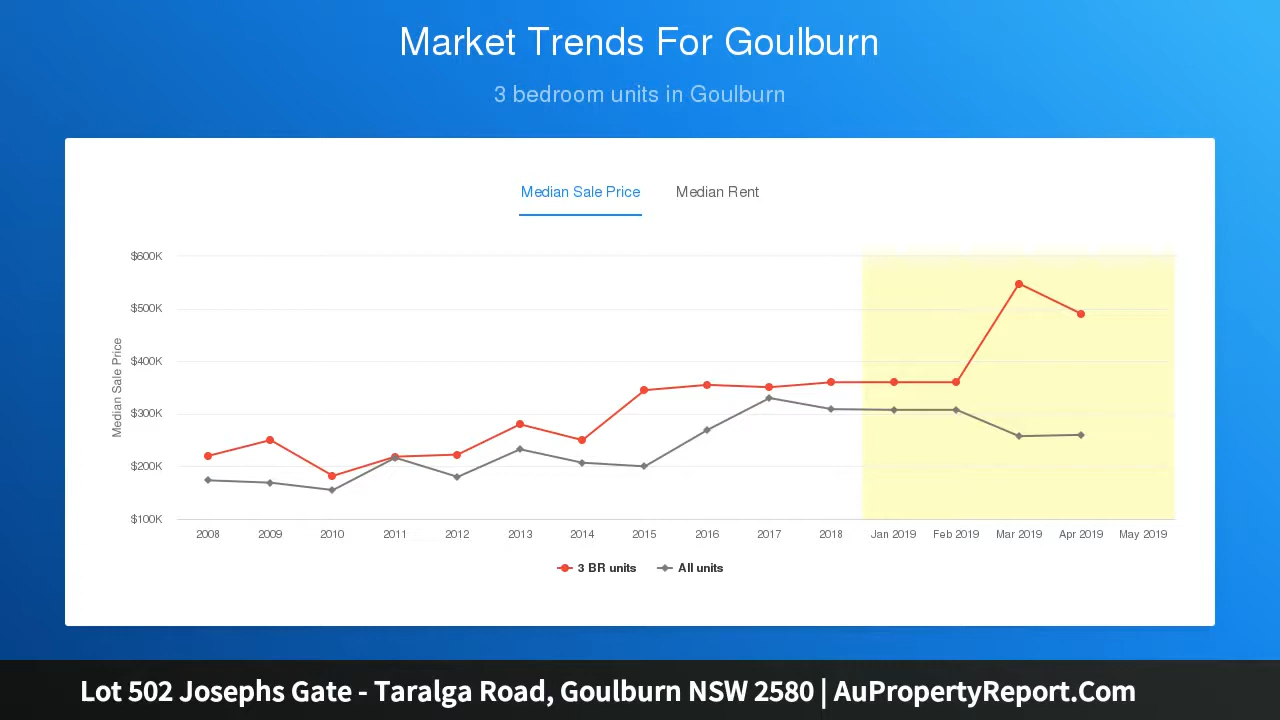 Market Trends For Goulburn
3 bedroom units in Goulburn
Median Sale Price Median Rent
$600K
$500K
$400K
$300K
$200K
$100K
Median Sale Price
2008 2009 2010 2011 2012 2013 2014 2015 2016 2017 2018 Jan 2019 Feb 2019 Mar 2019 Apr 2019 May 2019
3 BR units All units
Lot 502 Josephs Gate - Taralga Road, Goulburn NSW 2580 | AuPropertyReport.Com